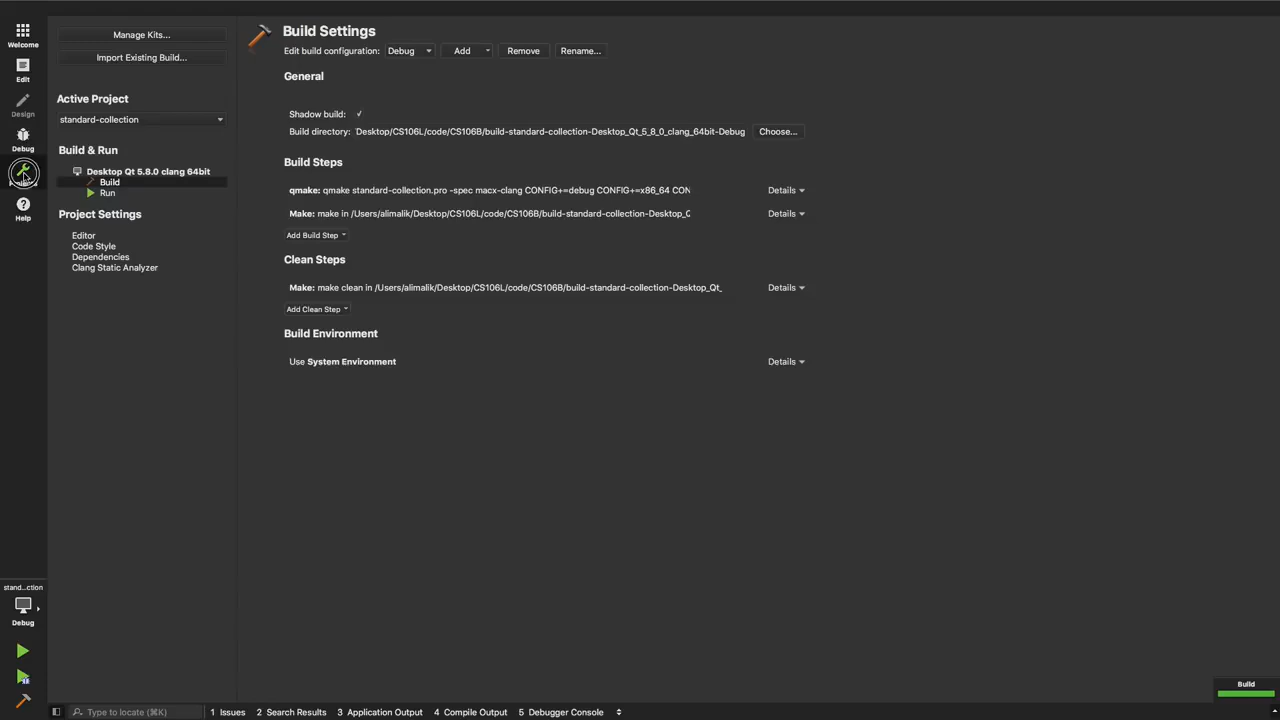 Welcome
Edit
Design
Debug
Help
stand...ction
Debug
Manage Kits...
Import Existing Build...
Active Project
standard-collection
Build & Run
Desktop Qt 5.8.0 clang 64bit
Build
Run
Project Settings
Editor
Code Style
Dependencies
Clang Static Analyzer
Build Settings
Edit build configuration: Debug Add Remove Rename...
General
Shadow build: ✓
Build directory: Desktop/CS106L/code/CS106B/build-standard-collection-Desktop_Qt_5_8_0_clang_64bit-Debug Choose...
Build Steps
qmake: qmake standard-collection.pro -spec macx-clang CONFIG+=debug CONFIG+=x86_64 CON Details
Make: make in /Users/alimalik/Desktop/CS106L/code/CS106B/build-standard-collection-Desktop_Q Details
Add Build Step
Clean Steps
Make: make clean in /Users/alimalik/Desktop/CS106L/code/CS106B/build-standard-collection-Desktop_Qt_ Details
Add Clean Step
Build Environment
Use System Environment Details
Build
Type to locate (⌘K) 1 Issues 2 Search Results 3 Application Output 4 Compile Output 5 Debugger Console